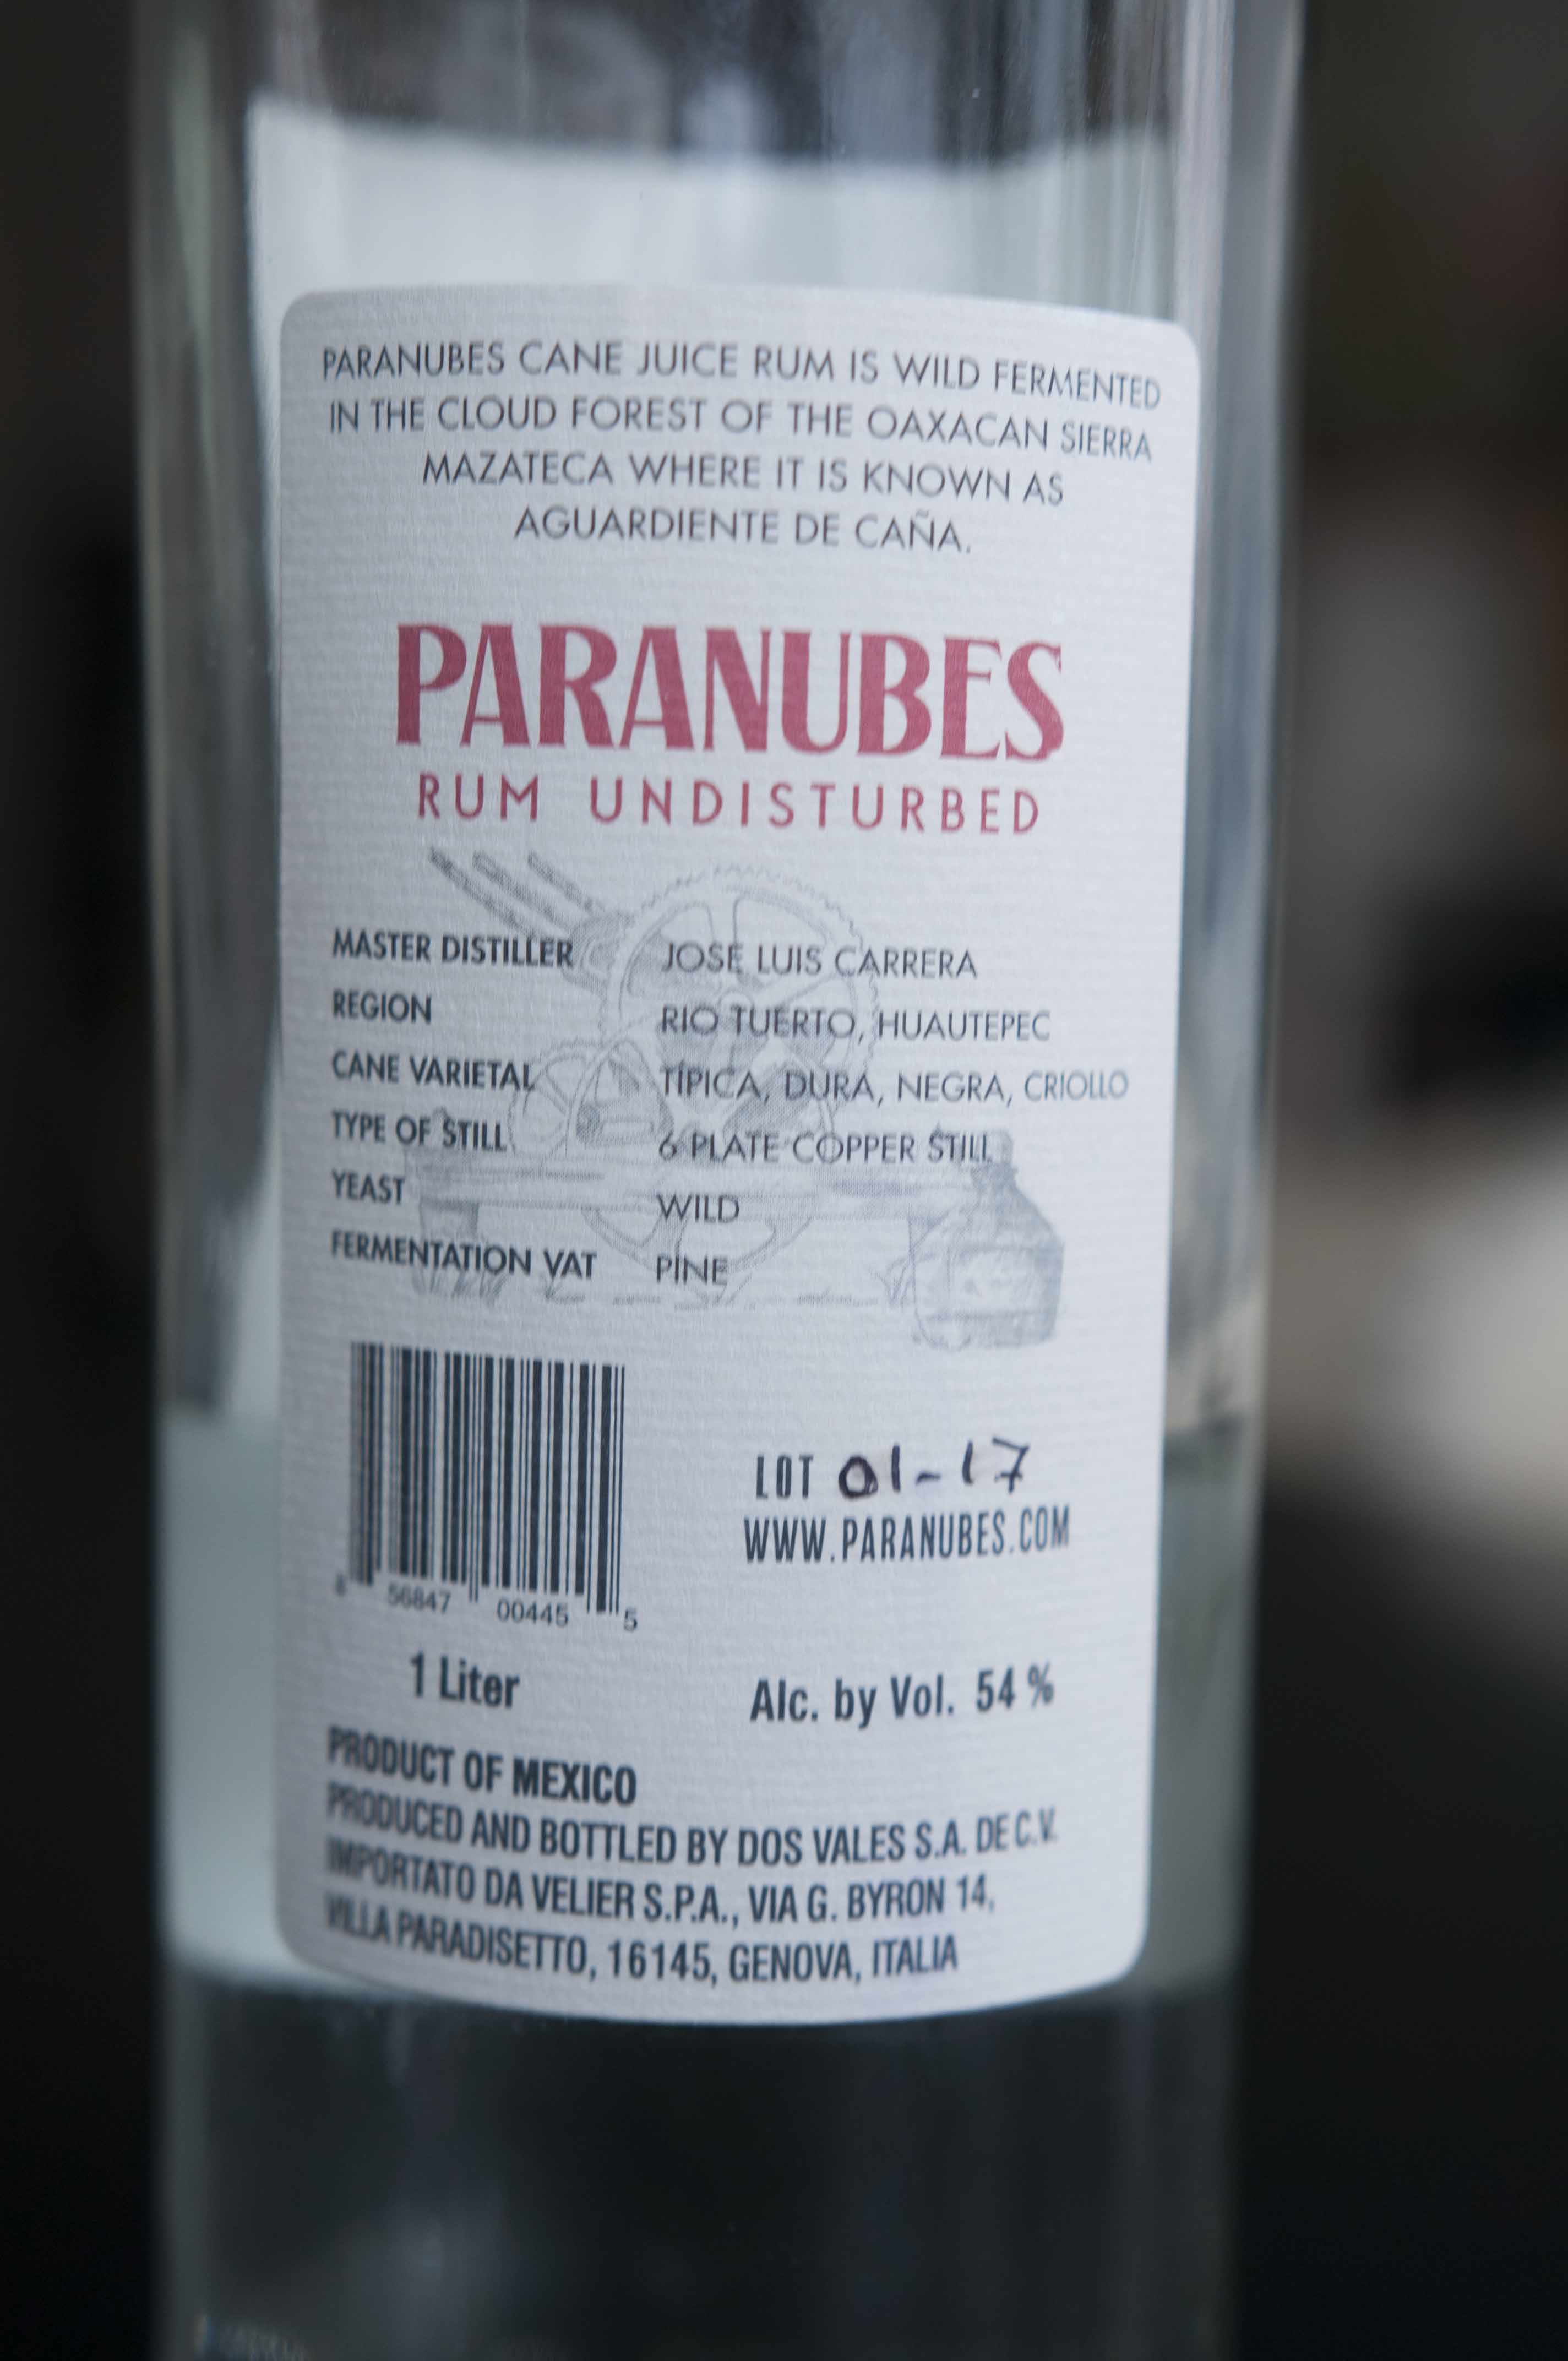 PARANUBES CANE JUICE RUM IS WILD FERMENTED
IN THE CLOUD FOREST OF THE OAXACAN SIERRA
MAZATECA WHERE IT IS KNOWN AS
AGUARDIENTE DE CAÑA.
PARANUBES
RUM UNDISTURBED
MASTER DISTILLER JOSE LUIS CARRERA
REGION RIO TUERTO, HUAUTEPEC
CANE VARIETAL TÍPICA, DURA, NEGRA, CRIOLLO
TYPE OF STILL 6 PLATE COPPER STILL
YEAST WILD
FERMENTATION VAT PINE
LOT 01-17
WWW.PARANUBES.COM
8 56847 00445 5
1 Liter Alc. by Vol. 54 %
PRODUCT OF MEXICO
PRODUCED AND BOTTLED BY DOS VALES S.A. DE C.V.
IMPORTATO DA VELIER S.P.A., VIA G. BYRON 14,
VILLA PARADISETTO, 16145, GENOVA, ITALIA